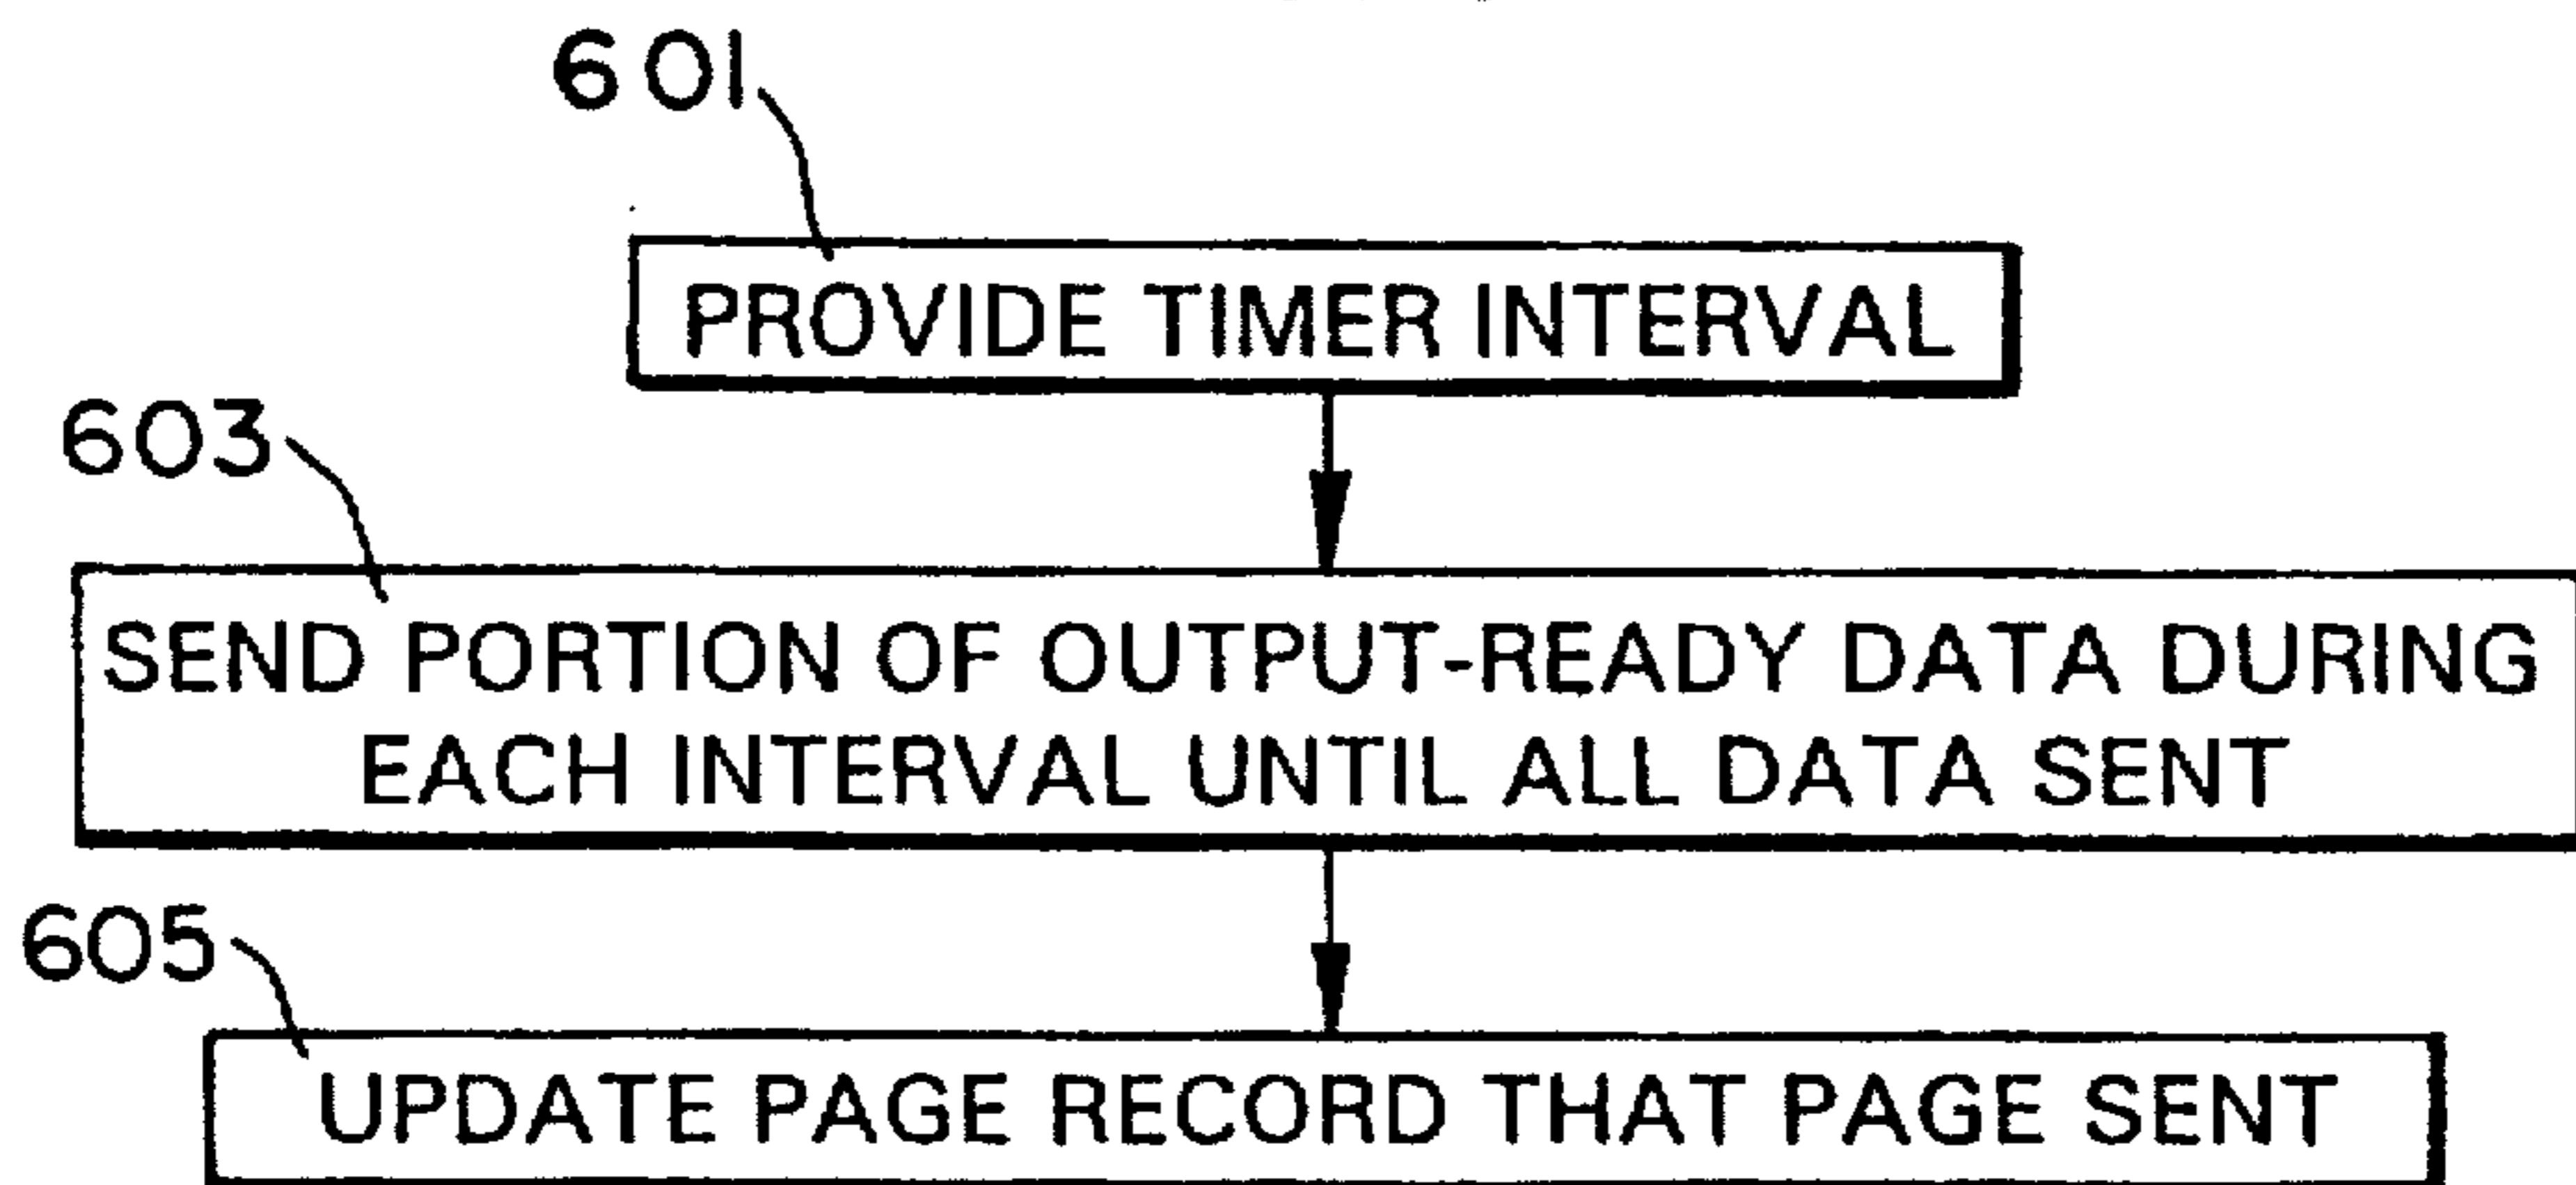 601
PROVIDE TIMER INTERVAL
603
SEND PORTION OF OUTPUT-READY DATA DURING
EACH INTERVAL UNTIL ALL DATA SENT
605
UPDATE PAGE RECORD THAT PAGE SENT